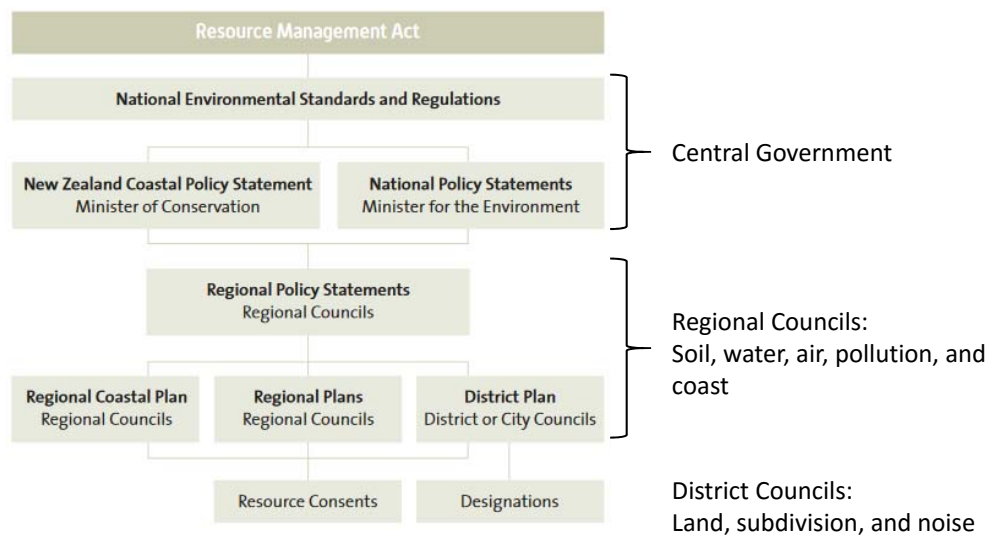 Resource Management Act
National Environmental Standards and Regulations
Central Government
New Zealand Coastal Policy Statement
Minister of Conservation
National Policy Statements
Minister for the Environment
Regional Policy Statements
Regional Councils
Regional Councils:
Soil, water, air, pollution, and
coast
Regional Coastal Plan
Regional Councils
Regional Plans
Regional Councils
District Plan
District or City Councils
Resource Consents
Designations
District Councils:
Land, subdivision, and noise